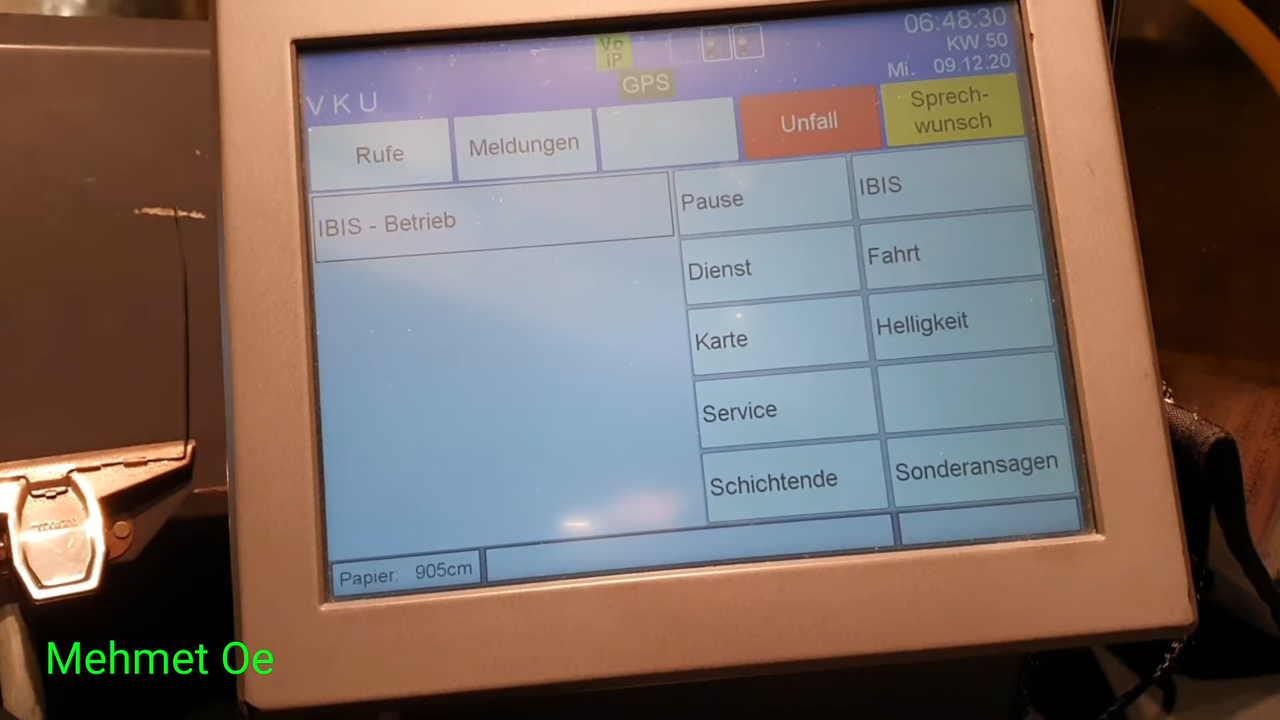 06:48:30
Vo
IP
KW 50
GPS
Mi. 09.12.20
VKU
Rufe
Meldungen
Unfall
Sprech-
wunsch
IBIS - Betrieb
Pause
IBIS
Dienst
Fahrt
Karte
Helligkeit
Service
Schichtende
Sonderansagen
Papier: 905cm
Mehmet Oe